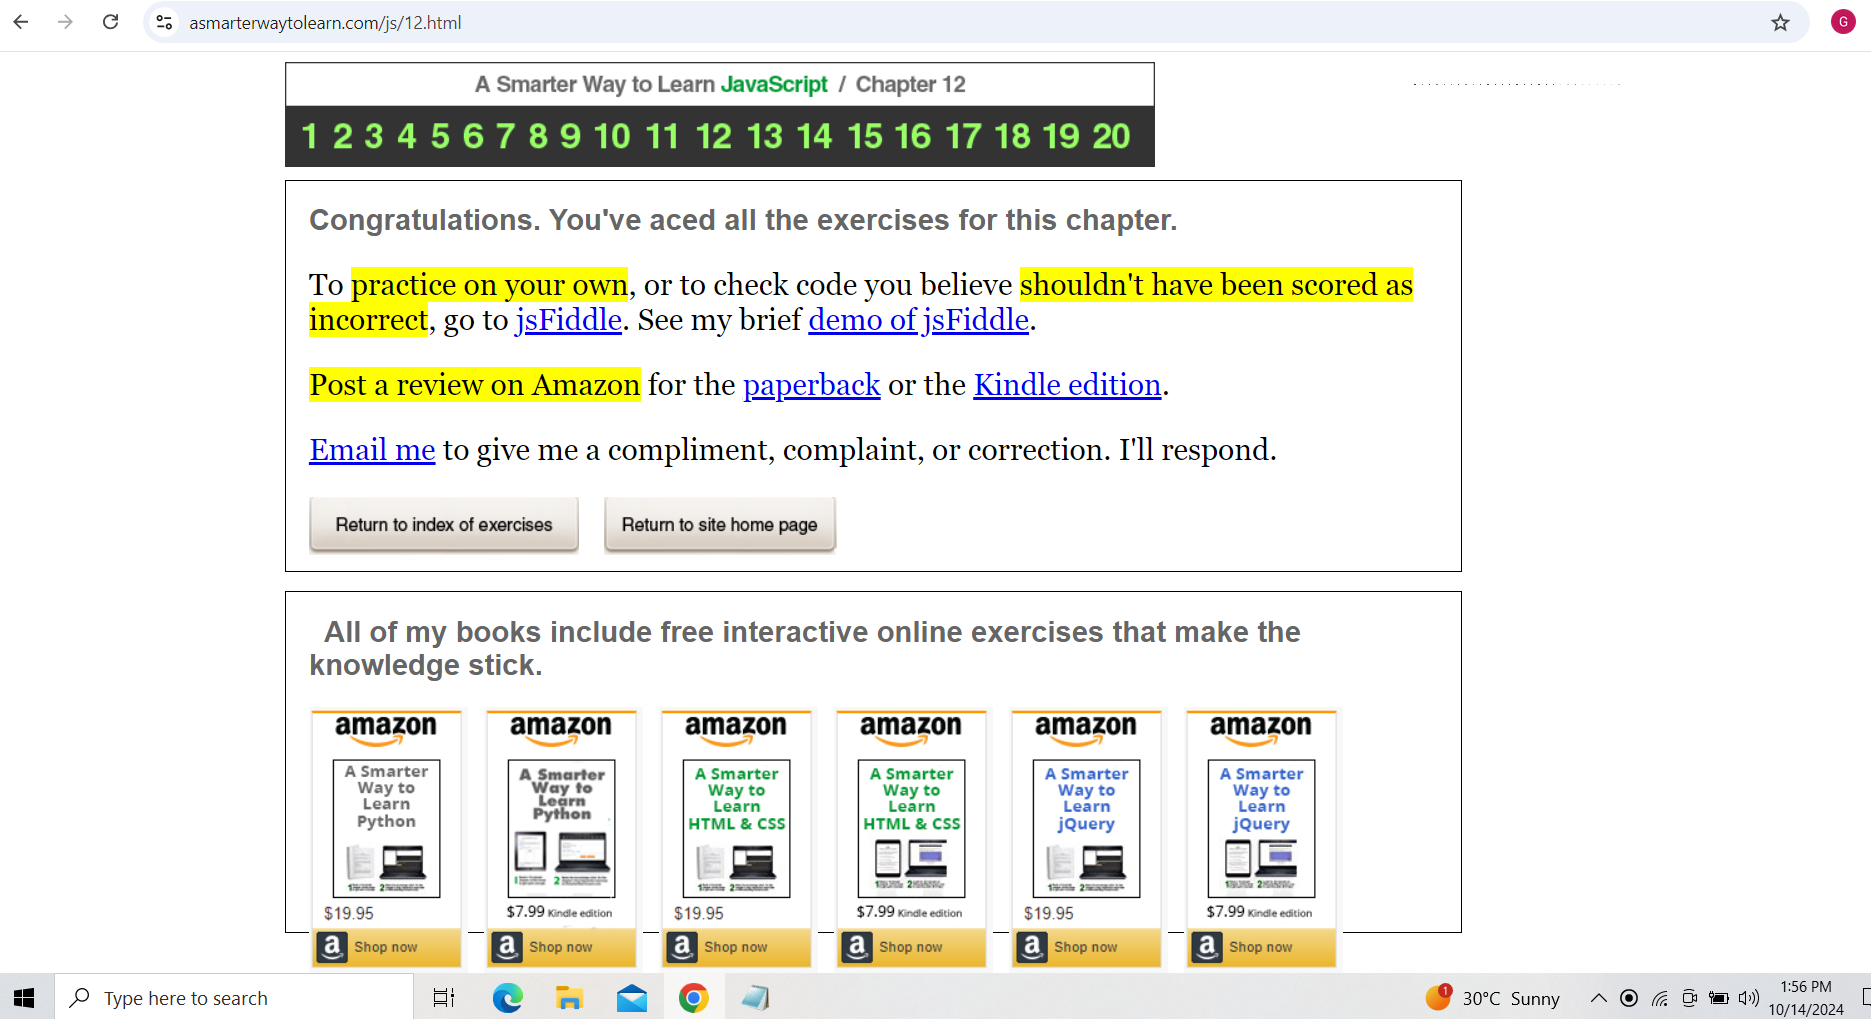 asmarterwaytolearn.com/js/12.html
G
A Smarter Way to Learn JavaScript / Chapter 12
1 2 3 4 5 6 7 8 9 10 11 12 13 14 15 16 17 18 19 20
Congratulations. You've aced all the exercises for this chapter.
To practice on your own, or to check code you believe shouldn't have been scored as
incorrect, go to jsFiddle. See my brief demo of jsFiddle.
Post a review on Amazon for the paperback or the Kindle edition.
Email me to give me a compliment, complaint, or correction. I'll respond.
Return to index of exercises
Return to site home page
All of my books include free interactive online exercises that make the
knowledge stick.
amazon
A Smarter
Way to
Learn
Python
$19.95
a Shop now
amazon
A Smarter
Way to
Learn
Python
$7.99 Kindle edition
a Shop now
amazon
A Smarter
Way to
Learn
HTML & CSS
$19.95
a Shop now
amazon
A Smarter
Way to
Learn
HTML & CSS
$7.99 Kindle edition
a Shop now
amazon
A Smarter
Way to
Learn
jQuery
$19.95
a Shop now
amazon
A Smarter
Way to
Learn
jQuery
$7.99 Kindle edition
a Shop now
Type here to search
1
30°C Sunny
1:56 PM
10/14/2024